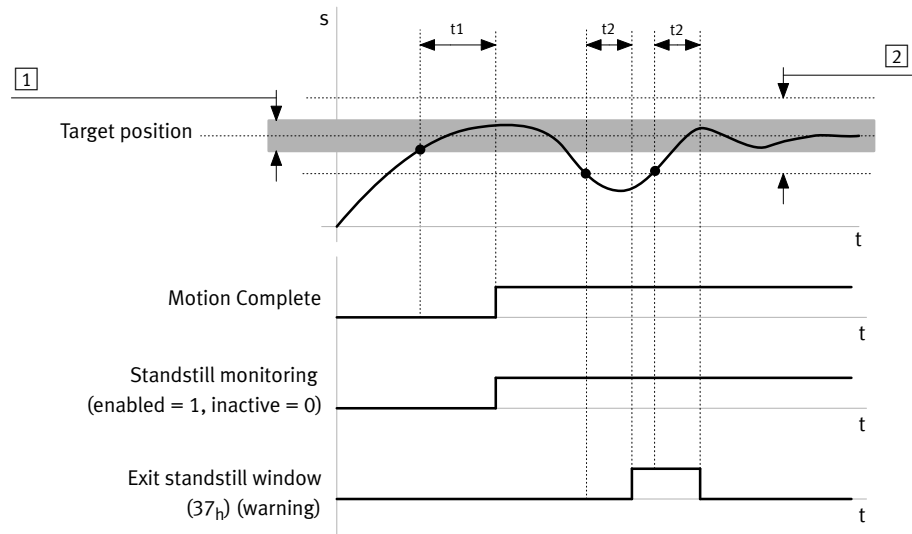 s
t1
t2
t2
1
2
Target position
t
Motion Complete
t
Standstill monitoring
(enabled = 1, inactive = 0)
t
Exit standstill window
(37h) (warning)
t